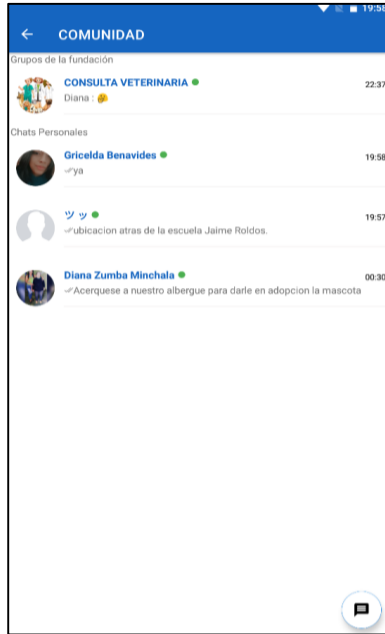 19:58
COMUNIDAD
Grupos de la fundación
CONSULTA VETERINARIA
22:37
Diana : 🤔
Chats Personales
Gricelda Benavides
19:58
ya
ツ ッ
19:57
ubicacion atras de la escuela Jaime Roldos.
Diana Zumba Minchala
00:30
Acerquese a nuestro albergue para darle en adopcion la mascota